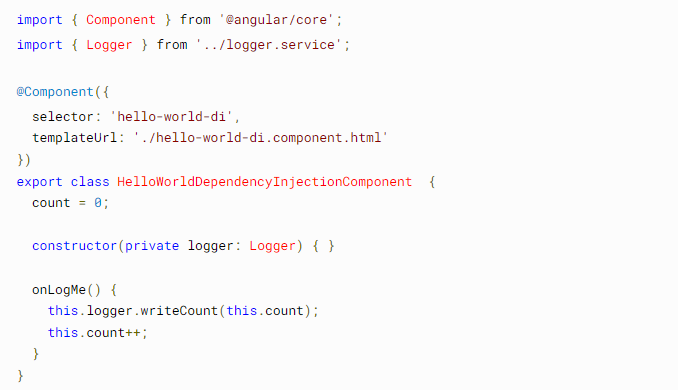 import { Component } from '@angular/core';
import { Logger } from '../logger.service';

@Component({
  selector: 'hello-world-di',
  templateUrl: './hello-world-di.component.html'
})
export class HelloWorldDependencyInjectionComponent  {
  count = 0;

  constructor(private logger: Logger) { }

  onLogMe() {
    this.logger.writeCount(this.count);
    this.count++;
  }
}